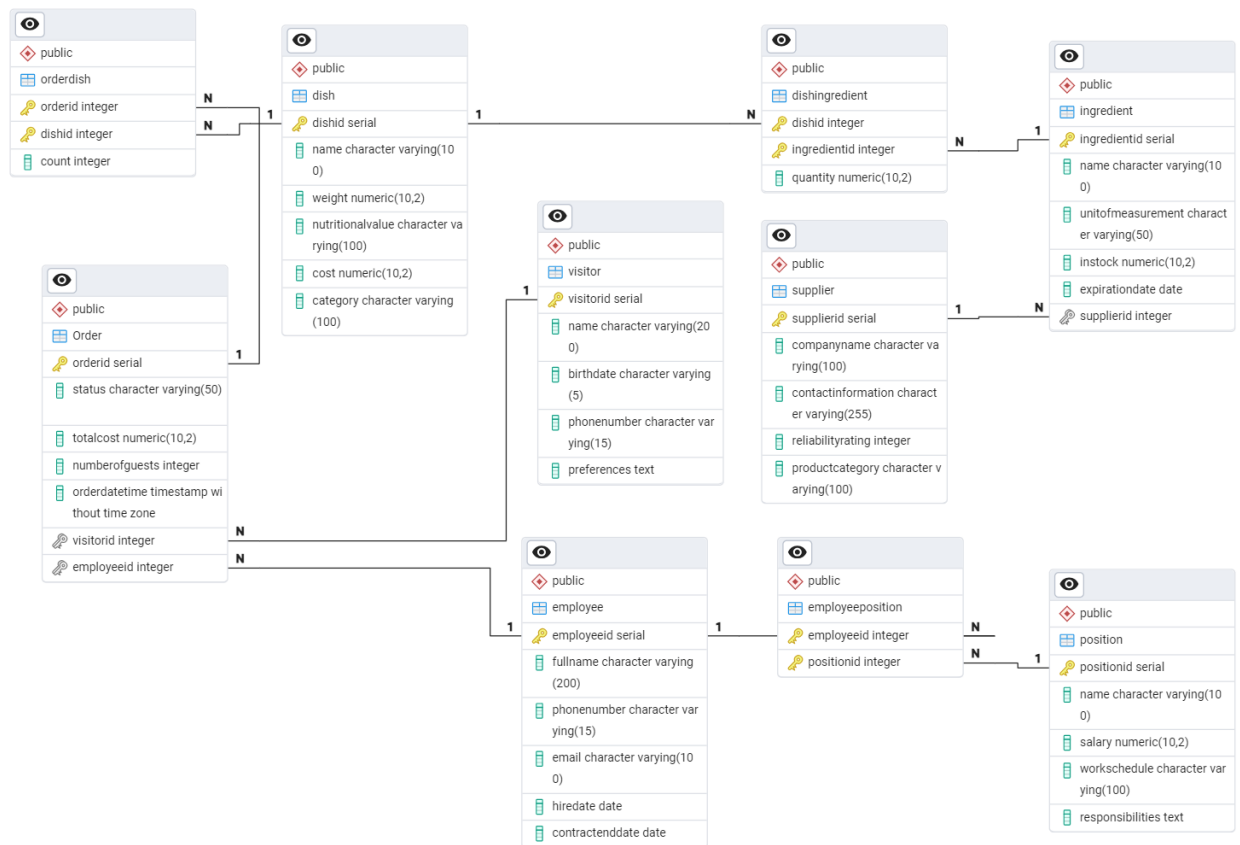 public
orderdish
orderid integer
dishid integer
count integer
N
N
public
dish
dishid serial
name character varying(10
0)
weight numeric(10,2)
nutritionalvalue character va
rying(100)
cost numeric(10,2)
category character varying
(100)
1
1
public
dishingredient
dishid integer
ingredientid integer
quantity numeric(10,2)
N
N
public
ingredient
ingredientid serial
name character varying(10
0)
unitofmeasurement charact
er varying(50)
instock numeric(10,2)
expirationdate date
supplierid integer
1
N
public
Order
orderid serial
status character varying(50)
totalcost numeric(10,2)
numberofguests integer
orderdatetime timestamp wi
thout time zone
visitorid integer
employeeid integer
1
N
N
public
visitor
visitorid serial
name character varying(20
0)
birthdate character varying
(5)
phonenumber character var
ying(15)
preferences text
1
public
supplier
supplierid serial
companyname character va
rying(100)
contactinformation charact
er varying(255)
reliabilityrating integer
productcategory character v
arying(100)
1
public
employee
employeeid serial
fullname character varying
(200)
phonenumber character var
ying(15)
email character varying(10
0)
hiredate date
contractenddate date
1
1
public
employeeposition
employeeid integer
positionid integer
N
N
public
position
positionid serial
name character varying(10
0)
salary numeric(10,2)
workschedule character var
ying(100)
responsibilities text
1